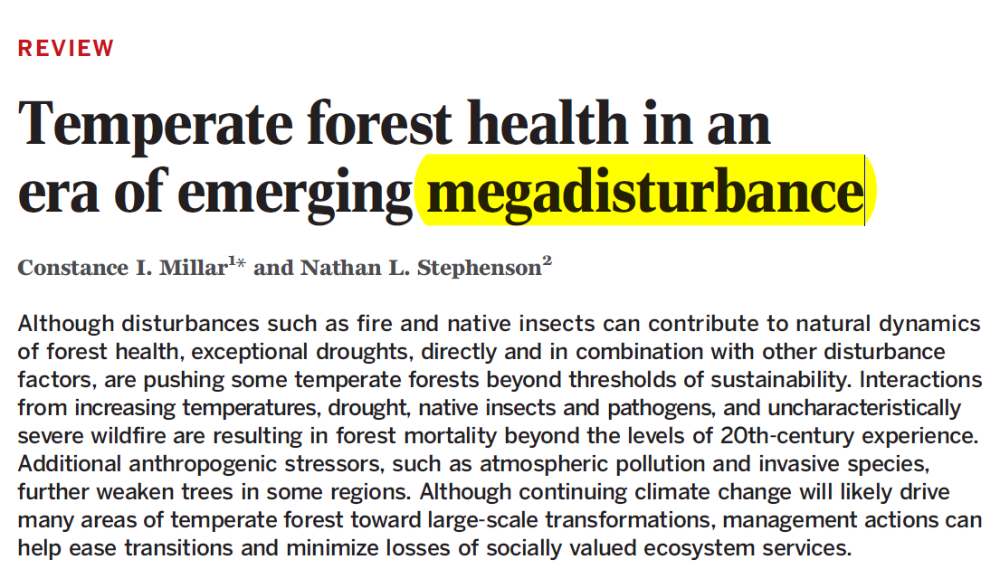 REVIEW
Temperate forest health in an
era of emerging megadisturbance
Constance I. Millar¹* and Nathan L. Stephenson²
Although disturbances such as fire and native insects can contribute to natural dynamics
of forest health, exceptional droughts, directly and in combination with other disturbance
factors, are pushing some temperate forests beyond thresholds of sustainability. Interactions
from increasing temperatures, drought, native insects and pathogens, and uncharacteristically
severe wildfire are resulting in forest mortality beyond the levels of 20th-century experience.
Additional anthropogenic stressors, such as atmospheric pollution and invasive species,
further weaken trees in some regions. Although continuing climate change will likely drive
many areas of temperate forest toward large-scale transformations, management actions can
help ease transitions and minimize losses of socially valued ecosystem services.